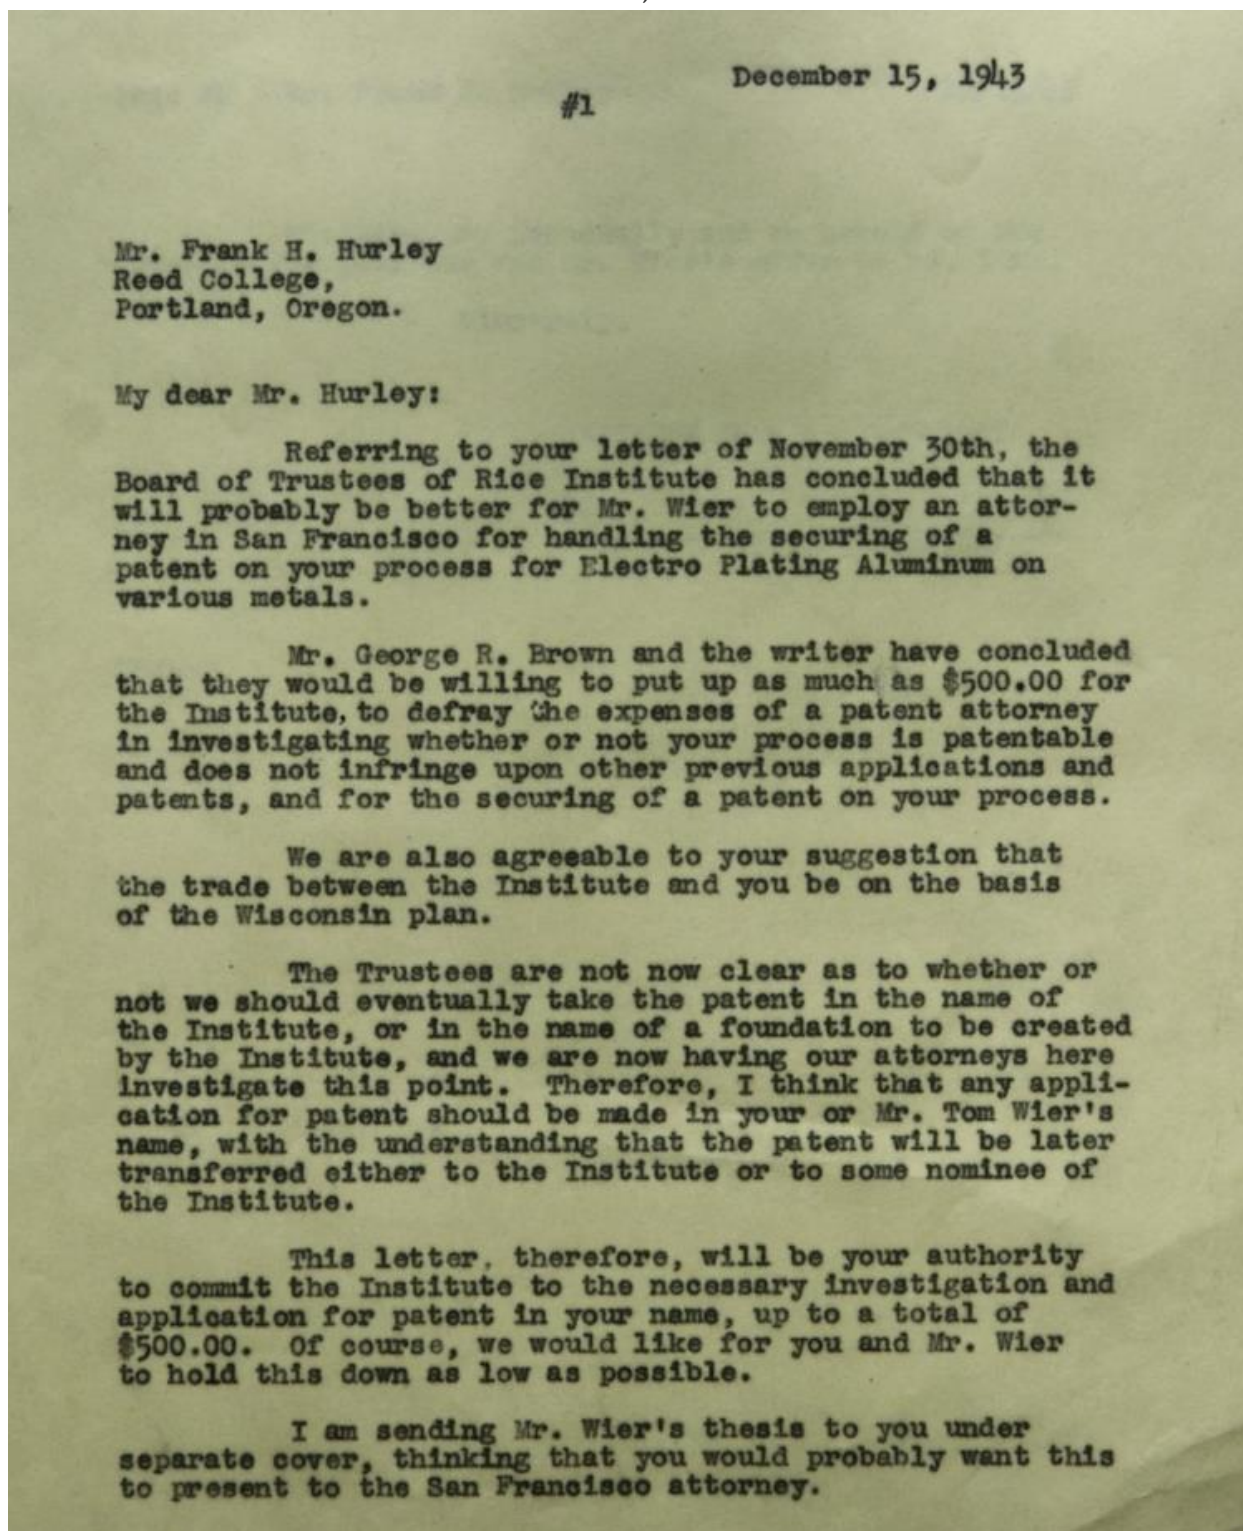 December 15, 1943
#1
Mr. Frank H. Hurley
Reed College,
Portland, Oregon.
My dear Mr. Hurley:
Referring to your letter of November 30th, the
Board of Trustees of Rice Institute has concluded that it
will probably be better for Mr. Wier to employ an attor-
ney in San Francisco for handling the securing of a
patent on your process for Electro Plating Aluminum on
various metals.
Mr. George R. Brown and the writer have concluded
that they would be willing to put up as much as $500.00 for
the Institute, to defray the expenses of a patent attorney
in investigating whether or not your process is patentable
and does not infringe upon other previous applications and
patents, and for the securing of a patent on your process.
We are also agreeable to your suggestion that
the trade between the Institute and you be on the basis
of the Wisconsin plan.
The Trustees are not now clear as to whether or
not we should eventually take the patent in the name of
the Institute, or in the name of a foundation to be created
by the Institute, and we are now having our attorneys here
investigate this point. Therefore, I think that any appli-
cation for patent should be made in your or Mr. Tom Wier's
name, with the understanding that the patent will be later
transferred either to the Institute or to some nominee of
the Institute.
This letter, therefore, will be your authority
to commit the Institute to the necessary investigation and
application for patent in your name, up to a total of
$500.00. Of course, we would like for you and Mr. Wier
to hold this down as low as possible.
I am sending Mr. Wier's thesis to you under
separate cover, thinking that you would probably want this
to present to the San Francisco attorney.